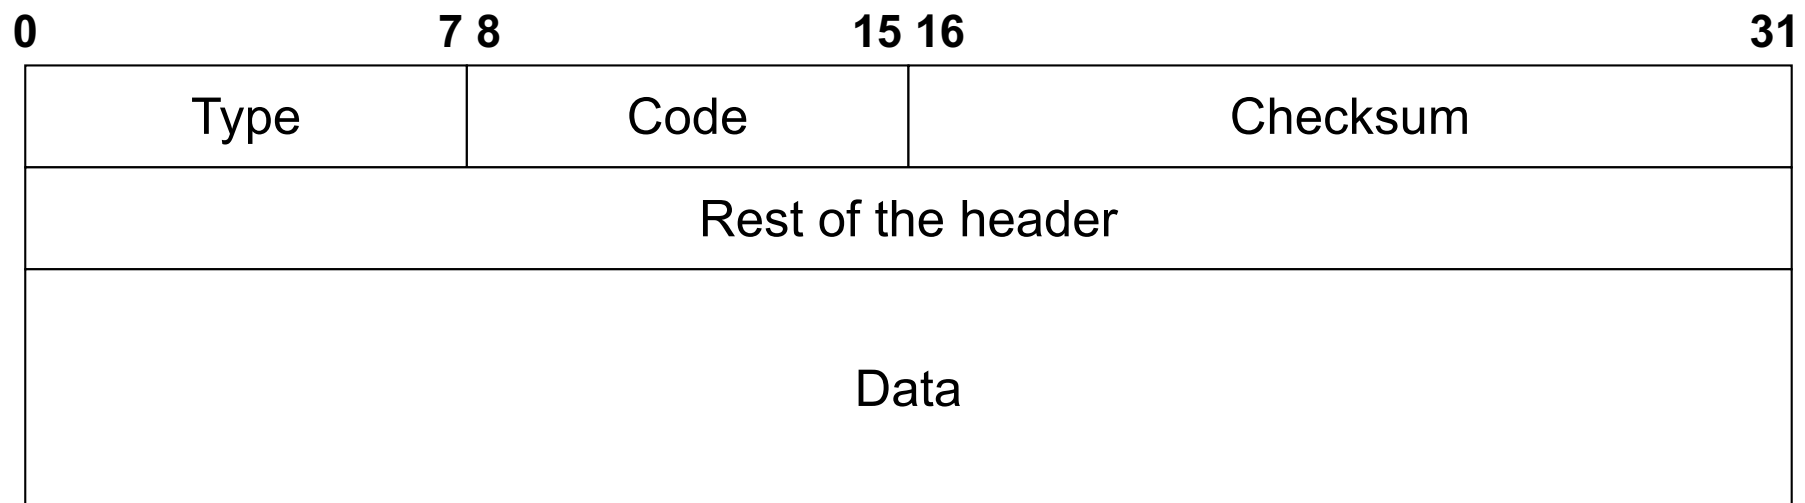 0 7 8 15 16 31
Type Code Checksum
Rest of the header
Data